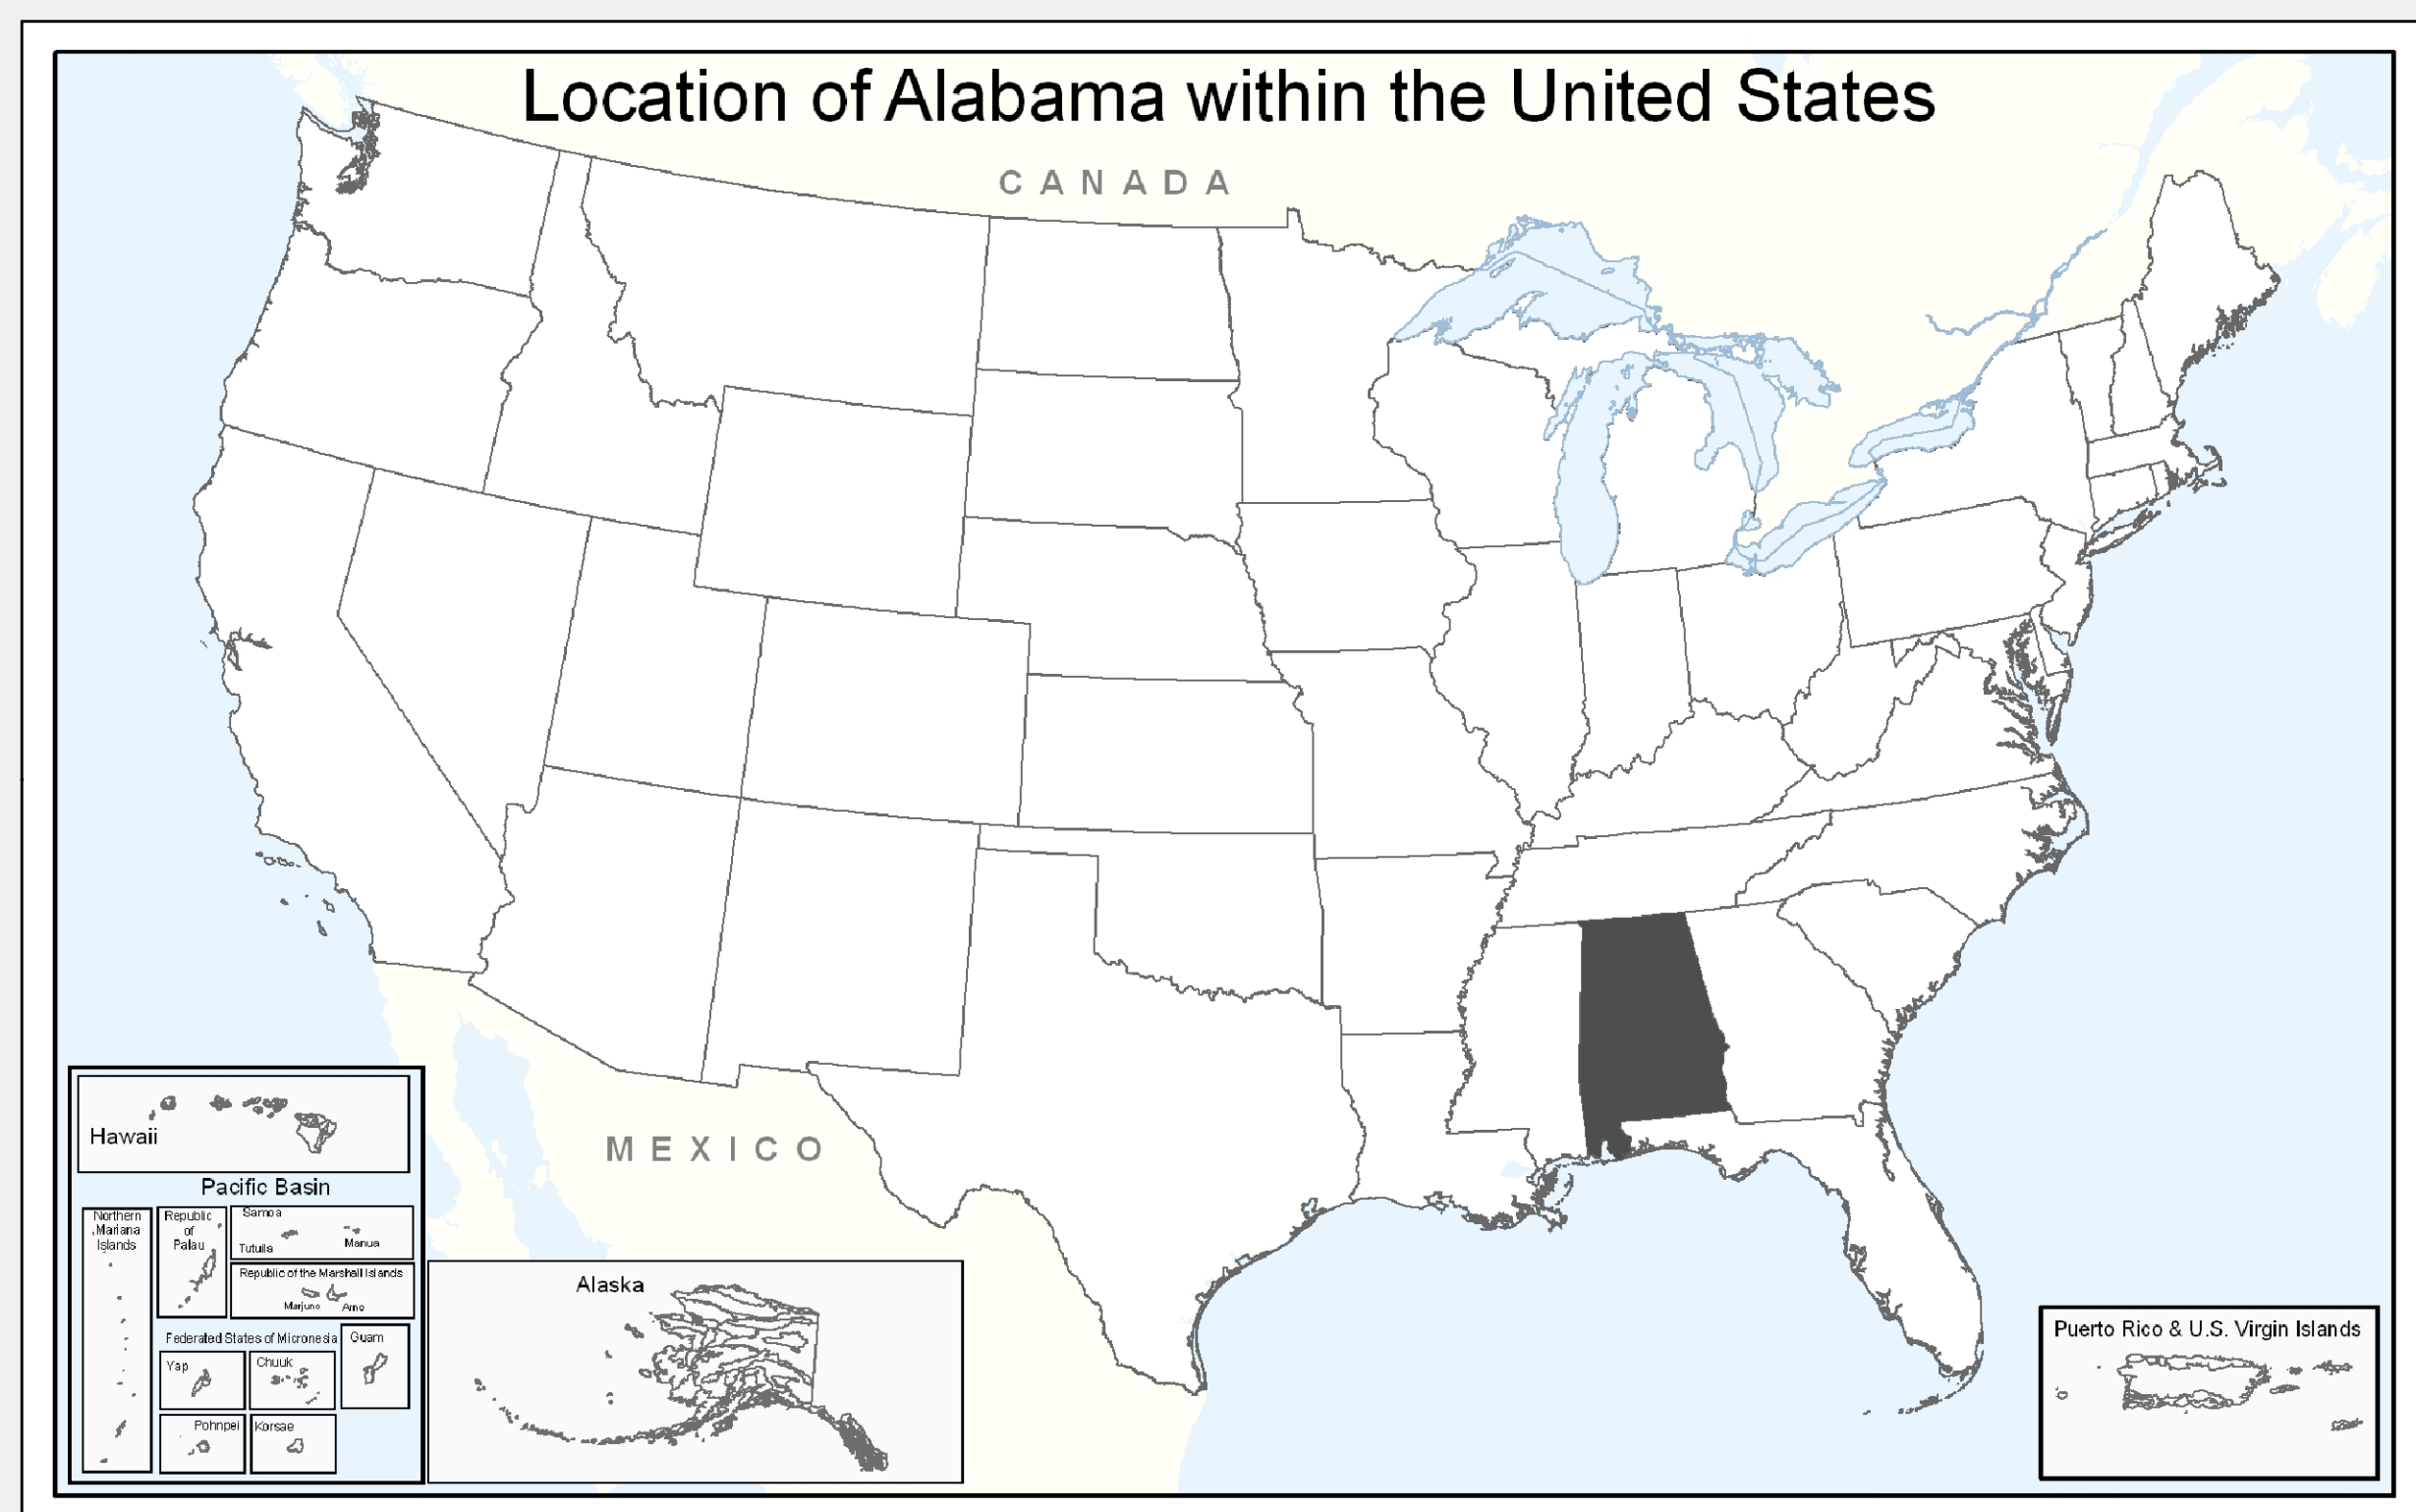 Location of Alabama within the United States
CANADA
MEXICO
Hawaii
Pacific Basin
Northern
Mariana
Islands
Republic
of
Palau
Samoa
Tutuila
Manua
Republic of the Marshall Islands
Marjuno
Arno
Federated States of Micronesia
Guam
Yap
Chuuk
Pohnpei
Korsae
Alaska
Puerto Rico & U.S. Virgin Islands